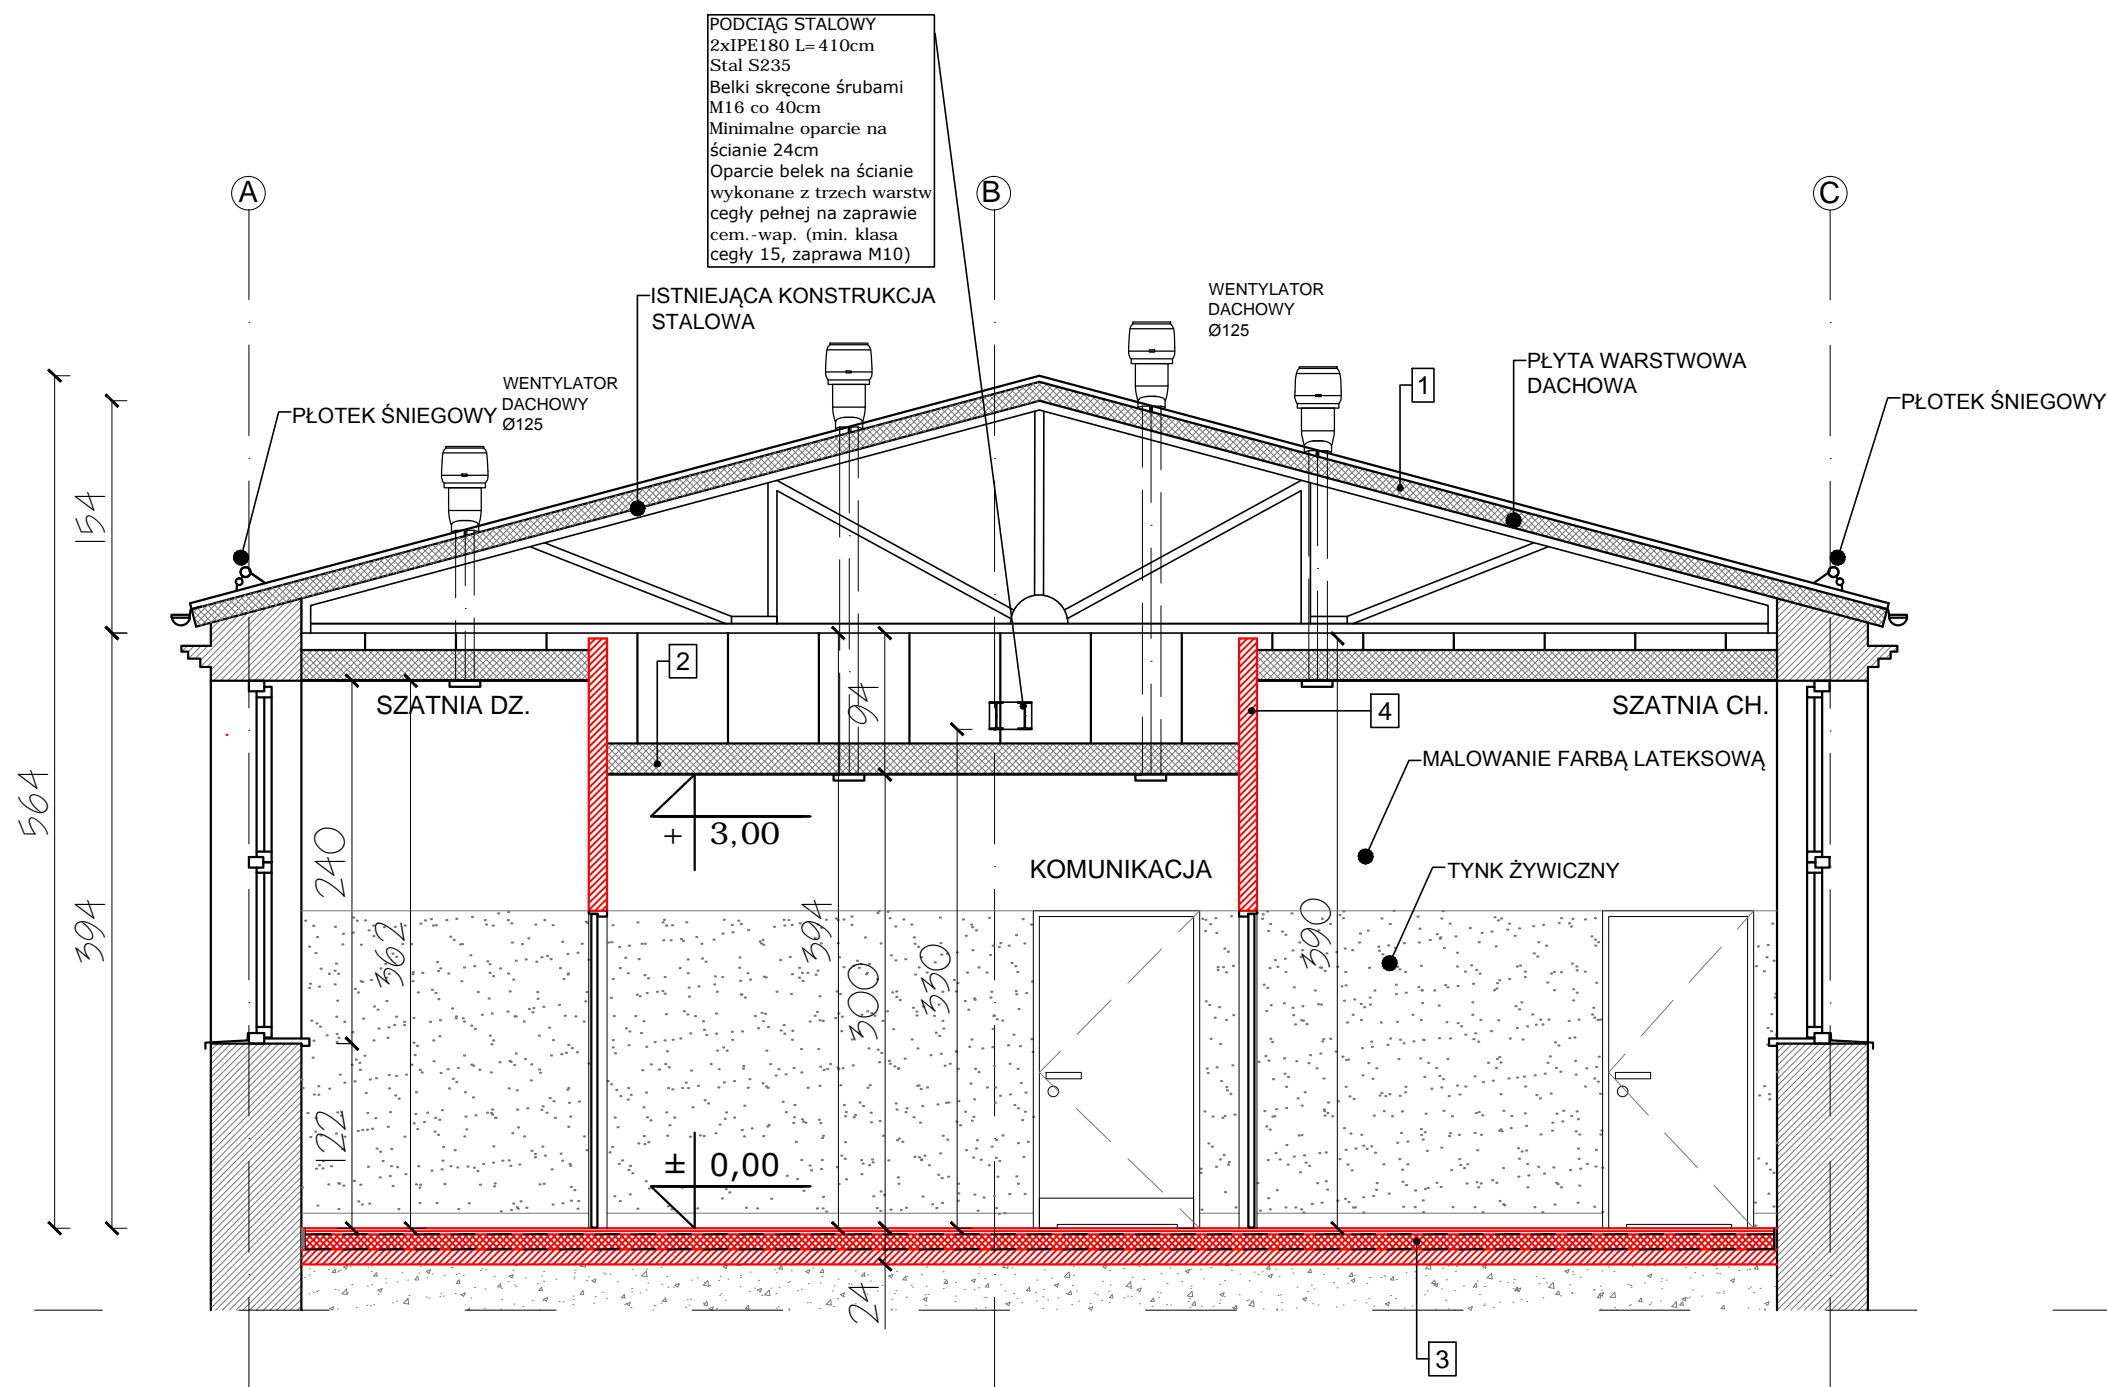 PODCIĄG STALOWY
2xIPE180 L=410cm
Stal S235
Belki skręcone śrubami
M16 co 40cm
Minimalne oparcie na
ścianie 24cm
Oparcie belek na ścianie
wykonane z trzech warstw
cegły pełnej na zaprawie
cem.-wap. (min. klasa
cegły 15, zaprawa M10)
A
B
C
ISTNIEJĄCA KONSTRUKCJA
STALOWA
WENTYLATOR
DACHOWY
Ø125
PŁYTA WARSTWOWA
DACHOWA
1
WENTYLATOR
DACHOWY
Ø125
PŁOTEK ŚNIEGOWY
PŁOTEK ŚNIEGOWY
154
564
394
2
SZATNIA DZ.
94
4
SZATNIA CH.
MALOWANIE FARBĄ LATEKSOWĄ
+ 3,00
240
KOMUNIKACJA
TYNK ŻYWICZNY
362
394
300
330
390
122
± 0,00
24
3